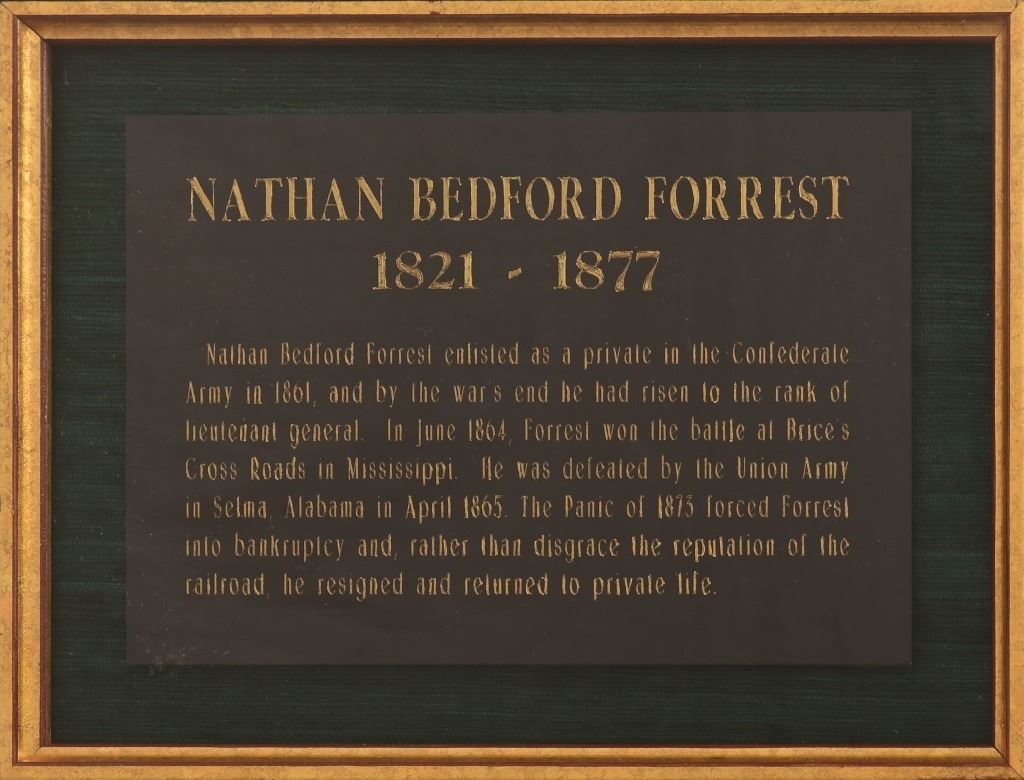 NATHAN BEDFORD FORREST
1821 - 1877
Nathan Bedford Forrest enlisted as a private in the Confederate
Army in 1861, and by the war's end he had risen to the rank of
lieutenant general. In June 1864, Forrest won the battle at Brice's
Cross Roads in Mississippi. He was defeated by the Union Army
in Selma, Alabama in April 1865. The Panic of 1873 forced Forrest
into bankruptcy and, rather than disgrace the reputation of the
railroad, he resigned and returned to private life.